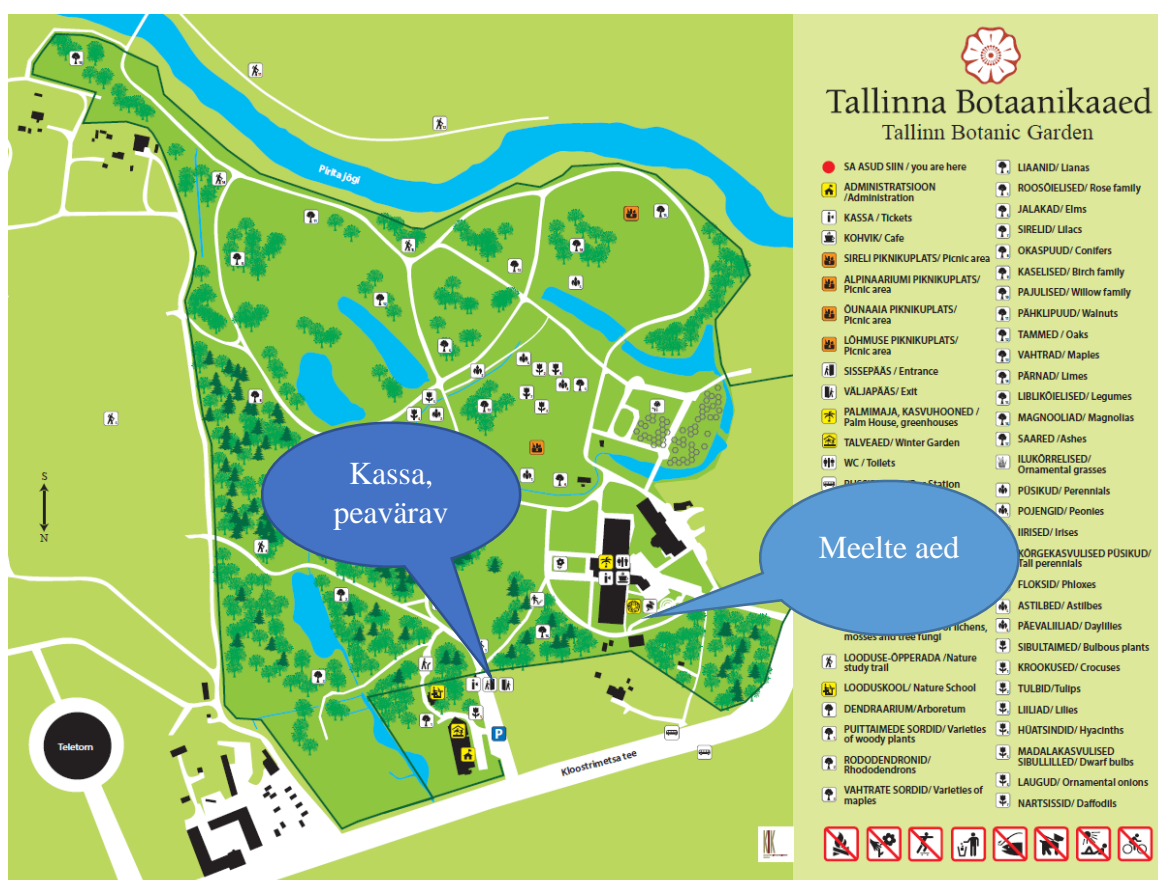 Tallinna Botaanikaaed
Tallinn Botanic Garden
SA ASUD SIIN / you are here
ADMINISTRATSIOON
/Administration
KASSA / Tickets
KOHVIK/ Cafe
SIRELI PIKNIKUPLATS/ Picnic area
ALPINAARIUMI PIKNIKUPLATS/
Picnic area
ÕUNAAIA PIKNIKUPLATS/
Picnic area
LÕHMUSE PIKNIKUPLATS/
Picnic area
SISSEPÄÄS / Entrance
VÄLJAPÄÄS/ Exit
PALMIMAJA, KASVUHOONED /
Palm House, greenhouses
TALVEAED/ Winter Garden
WC / Toilets
Station
lichens,
mosses and tree fungi
LOODUSE-ÕPPERADA /Nature
study trail
LOODUSKOOL/ Nature School
DENDRAARIUM/Arboretum
PUITTAIMEDE SORDID/ Varieties
of woody plants
RODODENDRONID/
Rhododendrons
VAHTRATE SORDID/ Varieties of
maples
LIAANID/ Lianas
ROOSÕIELISED/ Rose family
JALAKAD/ Elms
SIRELID/ Lilacs
OKASPUUD/ Conifers
KASELISED/ Birch family
PAJULISED/ Willow family
PÄHKLIPUUD/ Walnuts
TAMMED / Oaks
VAHTRAD/ Maples
PÄRNAD/ Limes
LIBLIKÕIELISED/ Legumes
MAGNOOLIAD/ Magnolias
SAARED /Ashes
ILUKÕRRELISED/
Ornamental grasses
PÜSIKUD/ Perennials
POJENGID/ Peonies
IIRISED/ Irises
KÕRGEKASVULISED PÜSIKUD/
Tall perennials
FLOKSID/ Phloxes
ASTILBED/ Astilbes
PÄEVALIILIAD/ Daylilies
SIBULTAIMED/ Bulbous plants
KROOKUSED/ Crocuses
TULBID/Tulips
LIILIAD/ Lilies
HÜATSINDID/ Hyacinths
MADALAKASVULISED
SIBULLILLED/ Dwarf bulbs
LAUGUD/ Ornamental onions
NARTSISSID/ Daffodils
Pirita jõgi
Kassa,
peavärav
Meelte aed
S
N
Teletorn
P
Kloostrimetsa tee
KIK